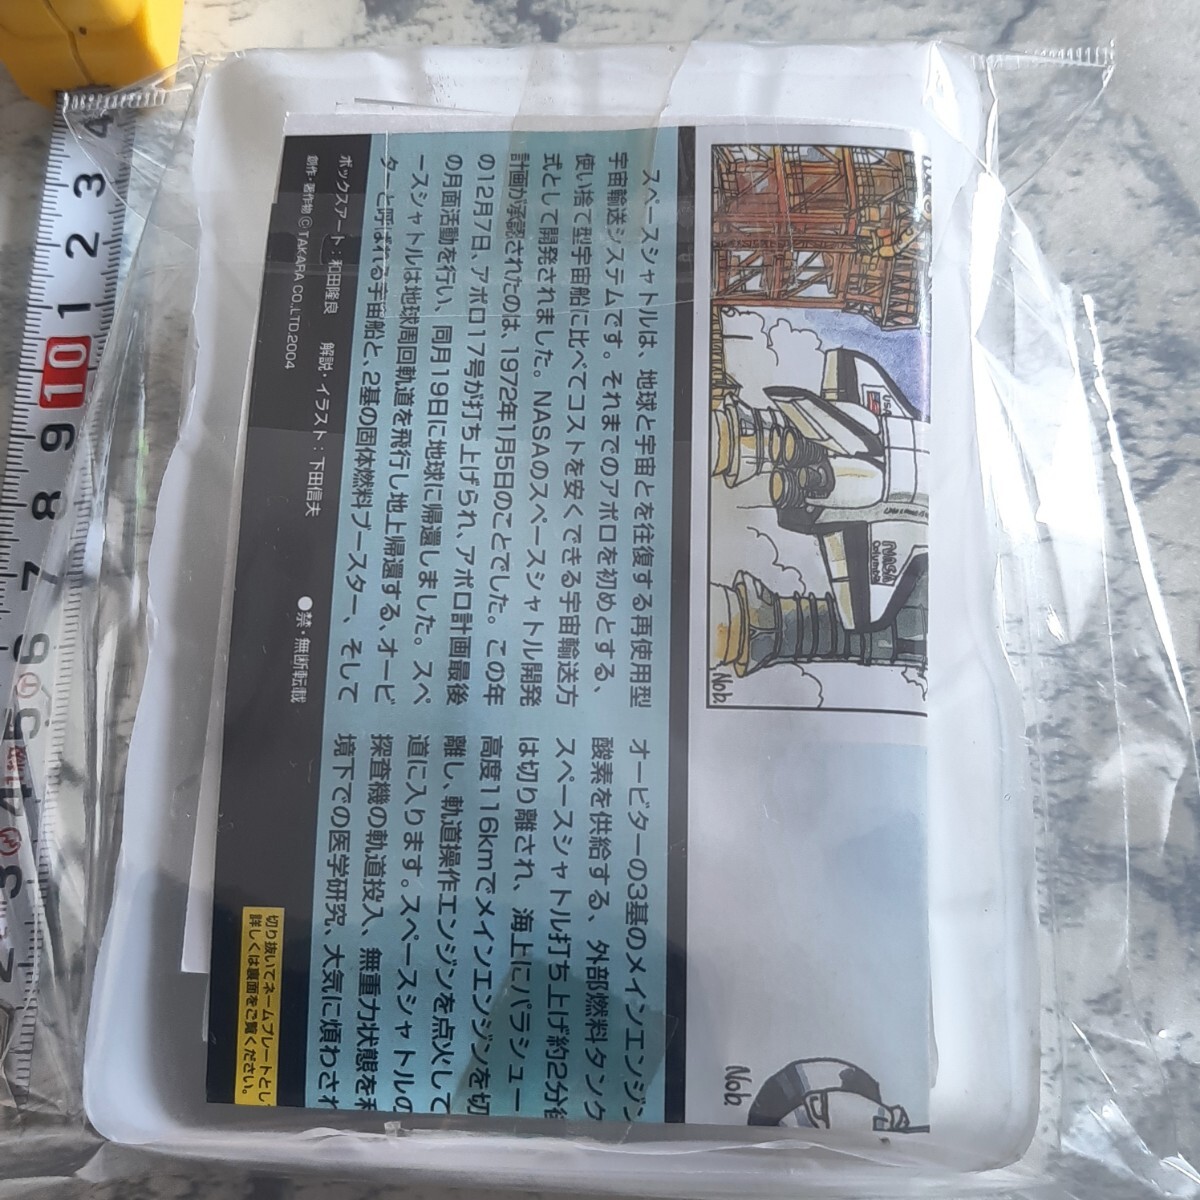 スペースシャトルは、地球と宇宙とを往復する再使用型
宇宙輸送システムです。それまでのアポロを初めとする、
使い捨て型宇宙船に比べてコストを安くできる宇宙輸送方
式として開発されました。NASAのスペースシャトル開発
計画が承認されたのは、1972年1月5日のことでした。この年
の12月7日、アポロ17号が打ち上げられ、アポロ計画最後
の月面活動を行い、同月19日に地球に帰還しました。スペ
ースシャトルは地球周回軌道を飛行し地上帰還する、オービ
ターと呼ばれる宇宙船と、2基の固体燃料ブースター、そして
オービターの3基のメインエンジン
酸素を供給する、外部燃料タンク
スペースシャトル打ち上げ約2分後
は切り離され、海上にパラシュー
高度116kmでメインエンジンを切
離し、軌道操作エンジンを点火して
道に入ります。スペースシャトルの
探査機の軌道投入、無重力状態を利
境下での医学研究、大気に煩わされ
ボックスアート：和田隆良 解説・イラスト：下田信夫
創作・著作物 ©TAKARA CO.,LTD.2004
●禁・無断転載
切り抜いてネームプレートとし
詳しくは裏面をご覧ください。
USA
NASA
Columbia
Nob.
Nob.
4
3
2
1
10
9
8
7
6
5
4
3
2